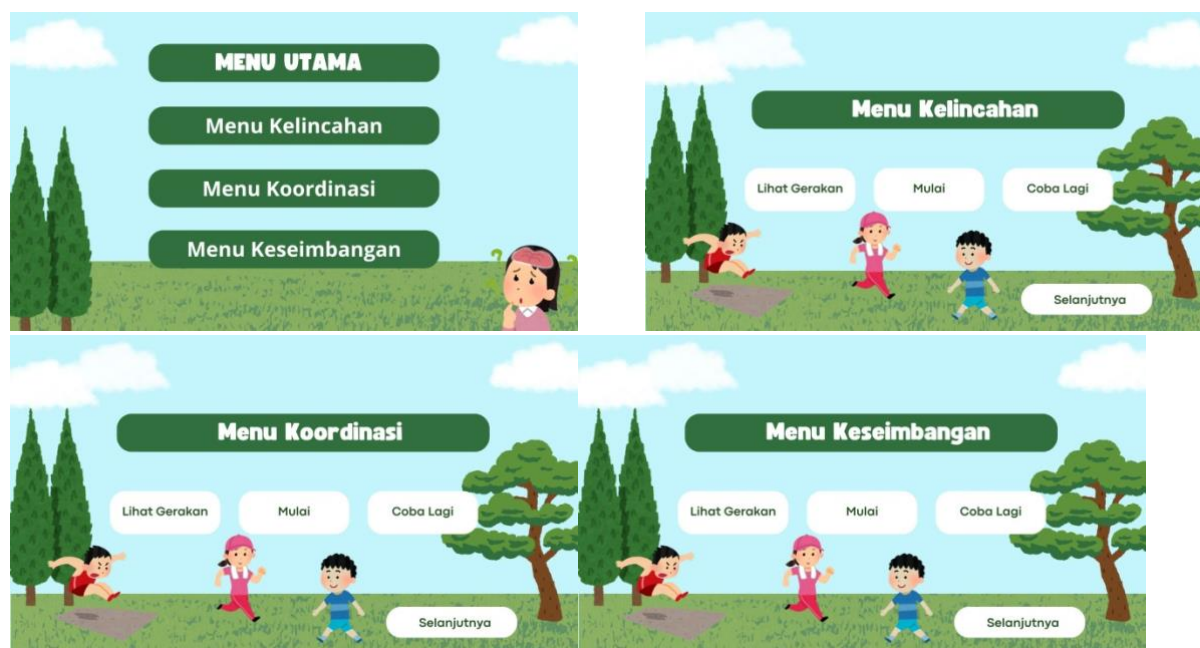 MENU UTAMA
Menu Kelincahan
Menu Koordinasi
Menu Keseimbangan
Menu Kelincahan
Lihat Gerakan
Mulai
Coba Lagi
Selanjutnya
Menu Koordinasi
Lihat Gerakan
Mulai
Coba Lagi
Selanjutnya
Menu Keseimbangan
Lihat Gerakan
Mulai
Coba Lagi
Selanjutnya